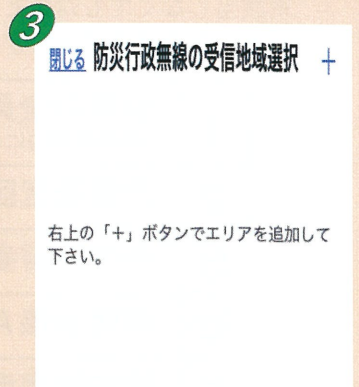 3
閉じる 防災行政無線の受信地域選択 +
右上の「+」ボタンでエリアを追加して
下さい。